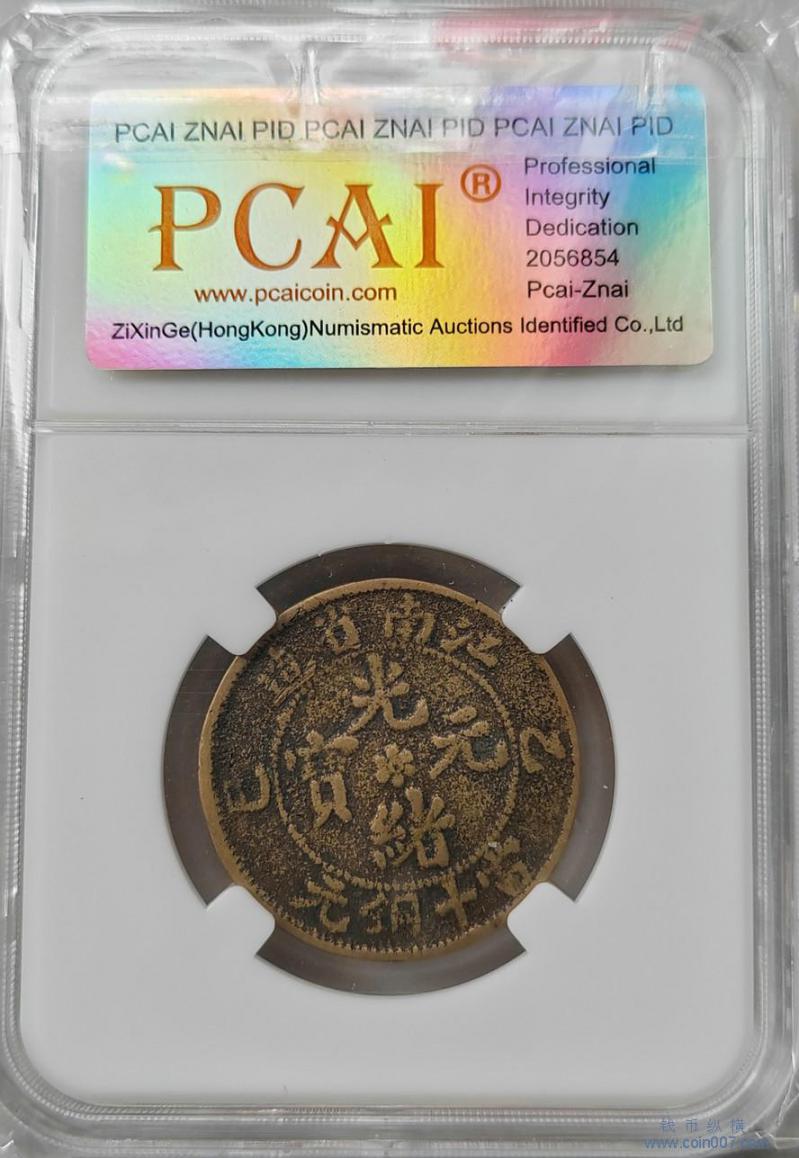 PCAI ZNAI PID PCAI ZNAI PID PCAI ZNAI PID
PCAI®
www.pcaicoin.com
Professional
Integrity
Dedication
2056854
Pcai-Znai
ZiXinGe(HongKong)Numismatic Auctions Identified Co.,Ltd
江南省造
乙巳
光緒元寶
當十銅元
钱币纵横
www.coin007.com